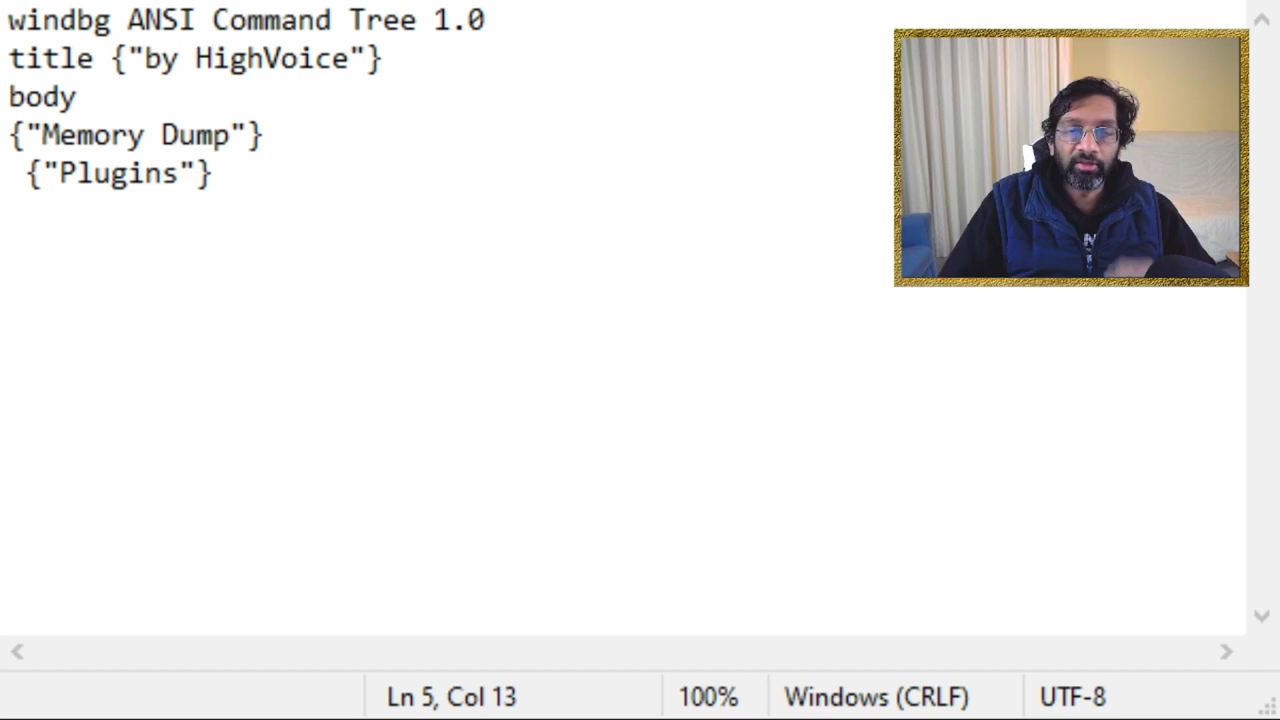 windbg ANSI Command Tree 1.0
title {"by HighVoice"}
body
{"Memory Dump"}
 {"Plugins"}
Ln 5, Col 13
100%
Windows (CRLF)
UTF-8